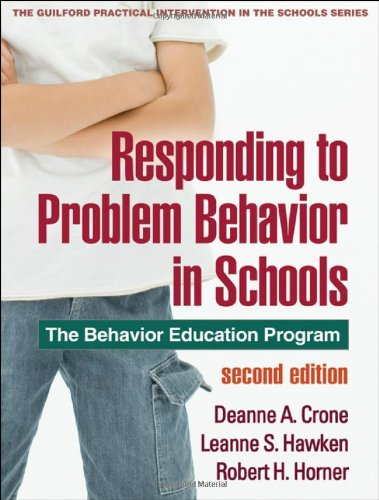 THE GUILFORD PRACTICAL INTERVENTION IN THE SCHOOLS SERIES
Responding to
Problem Behavior
in Schools
The Behavior Education Program
second edition
Deanne A. Crone
Leanne S. Hawken
Robert H. Horner